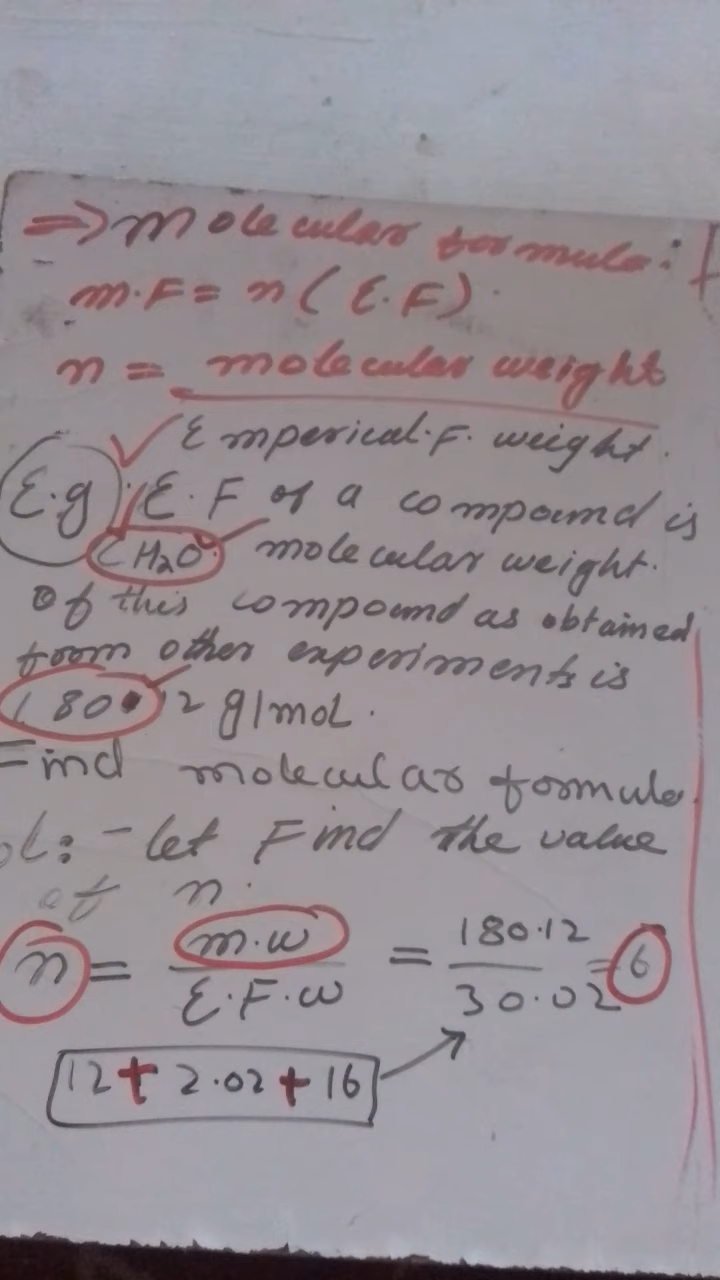 => molecular formula:
m.F = n (E.F)
n = molecular weight
Emperical.F. weight.
E.g: E.F of a compound is
CH2O molecular weight.
Of this compound as obtained
from other experiments is
180.12 g/mol.
Find molecular formula.
ol:- let Find the value
of n.
n = m.w / E.F.w = 180.12 / 30.02 = 6
12 + 2.02 + 16